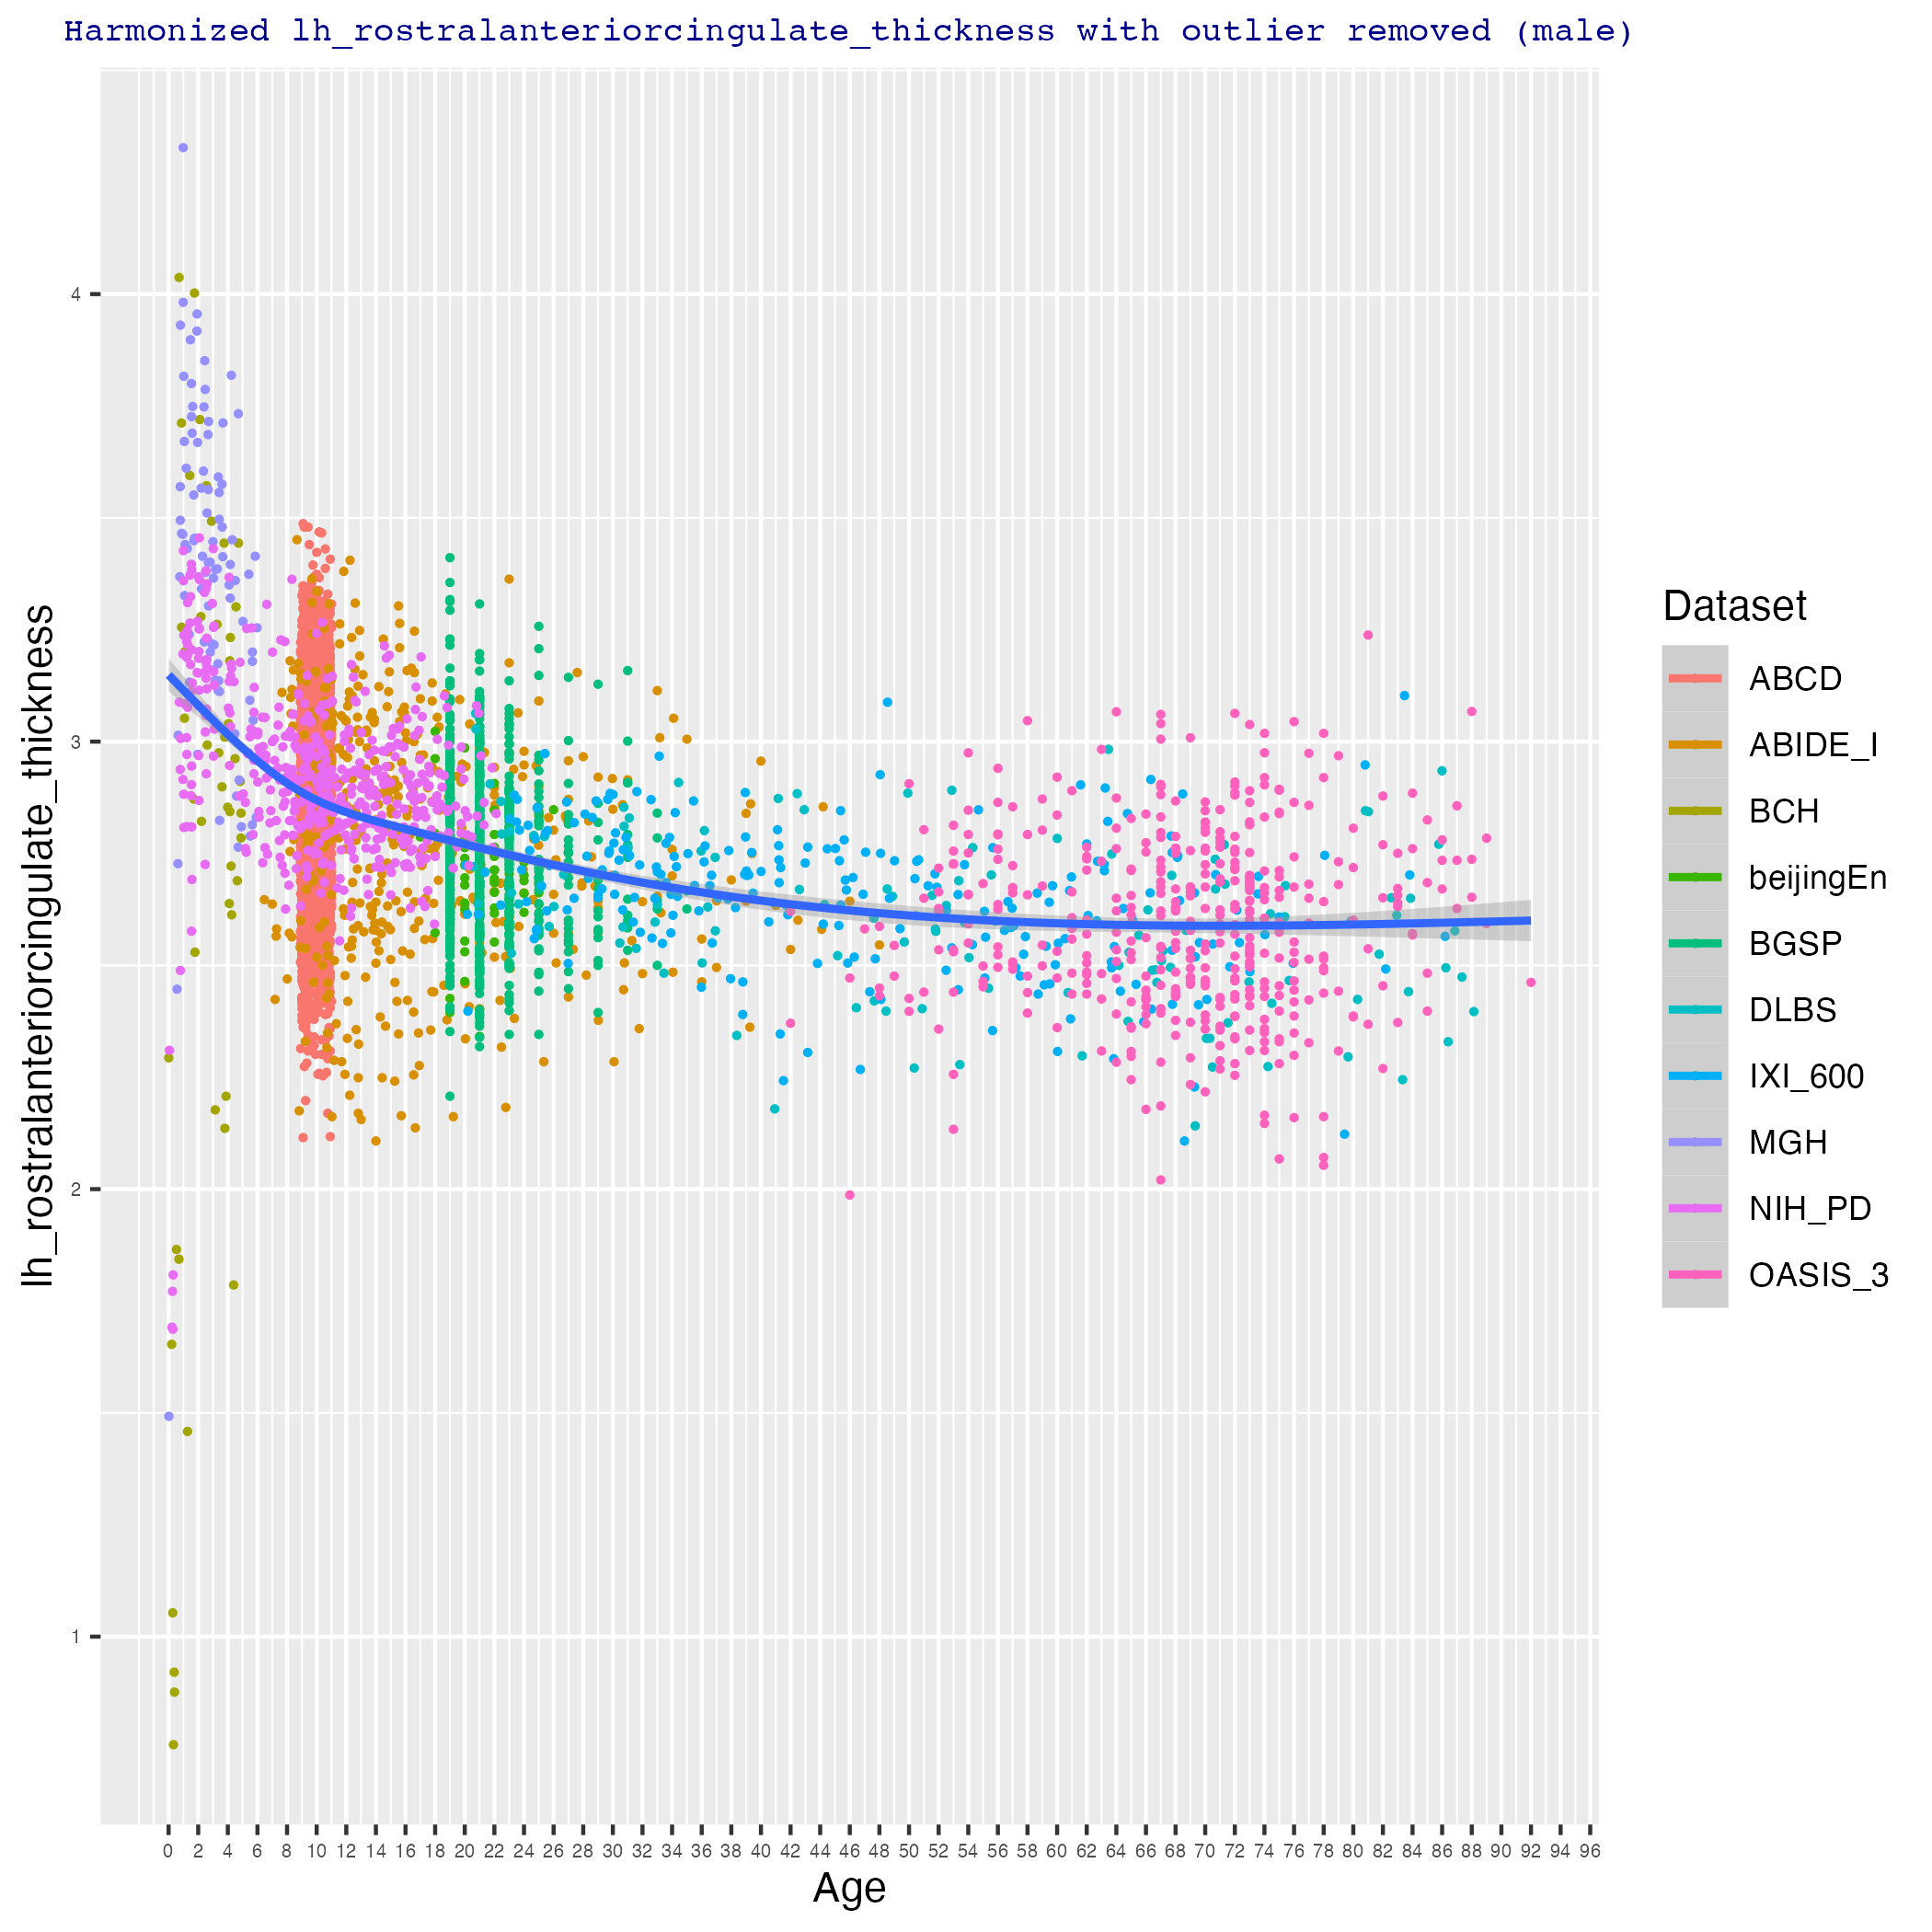 Harmonized lh_rostralanteriorcingulate_thickness with outlier removed (male)
lh_rostralanteriorcingulate_thickness
4
3
2
1
0 2 4 6 8 10 12 14 16 18 20 22 24 26 28 30 32 34 36 38 40 42 44 46 48 50 52 54 56 58 60 62 64 66 68 70 72 74 76 78 80 82 84 86 88 90 92 94 96
Age
Dataset
ABCD
ABIDE_I
BCH
beijingEn
BGSP
DLBS
IXI_600
MGH
NIH_PD
OASIS_3